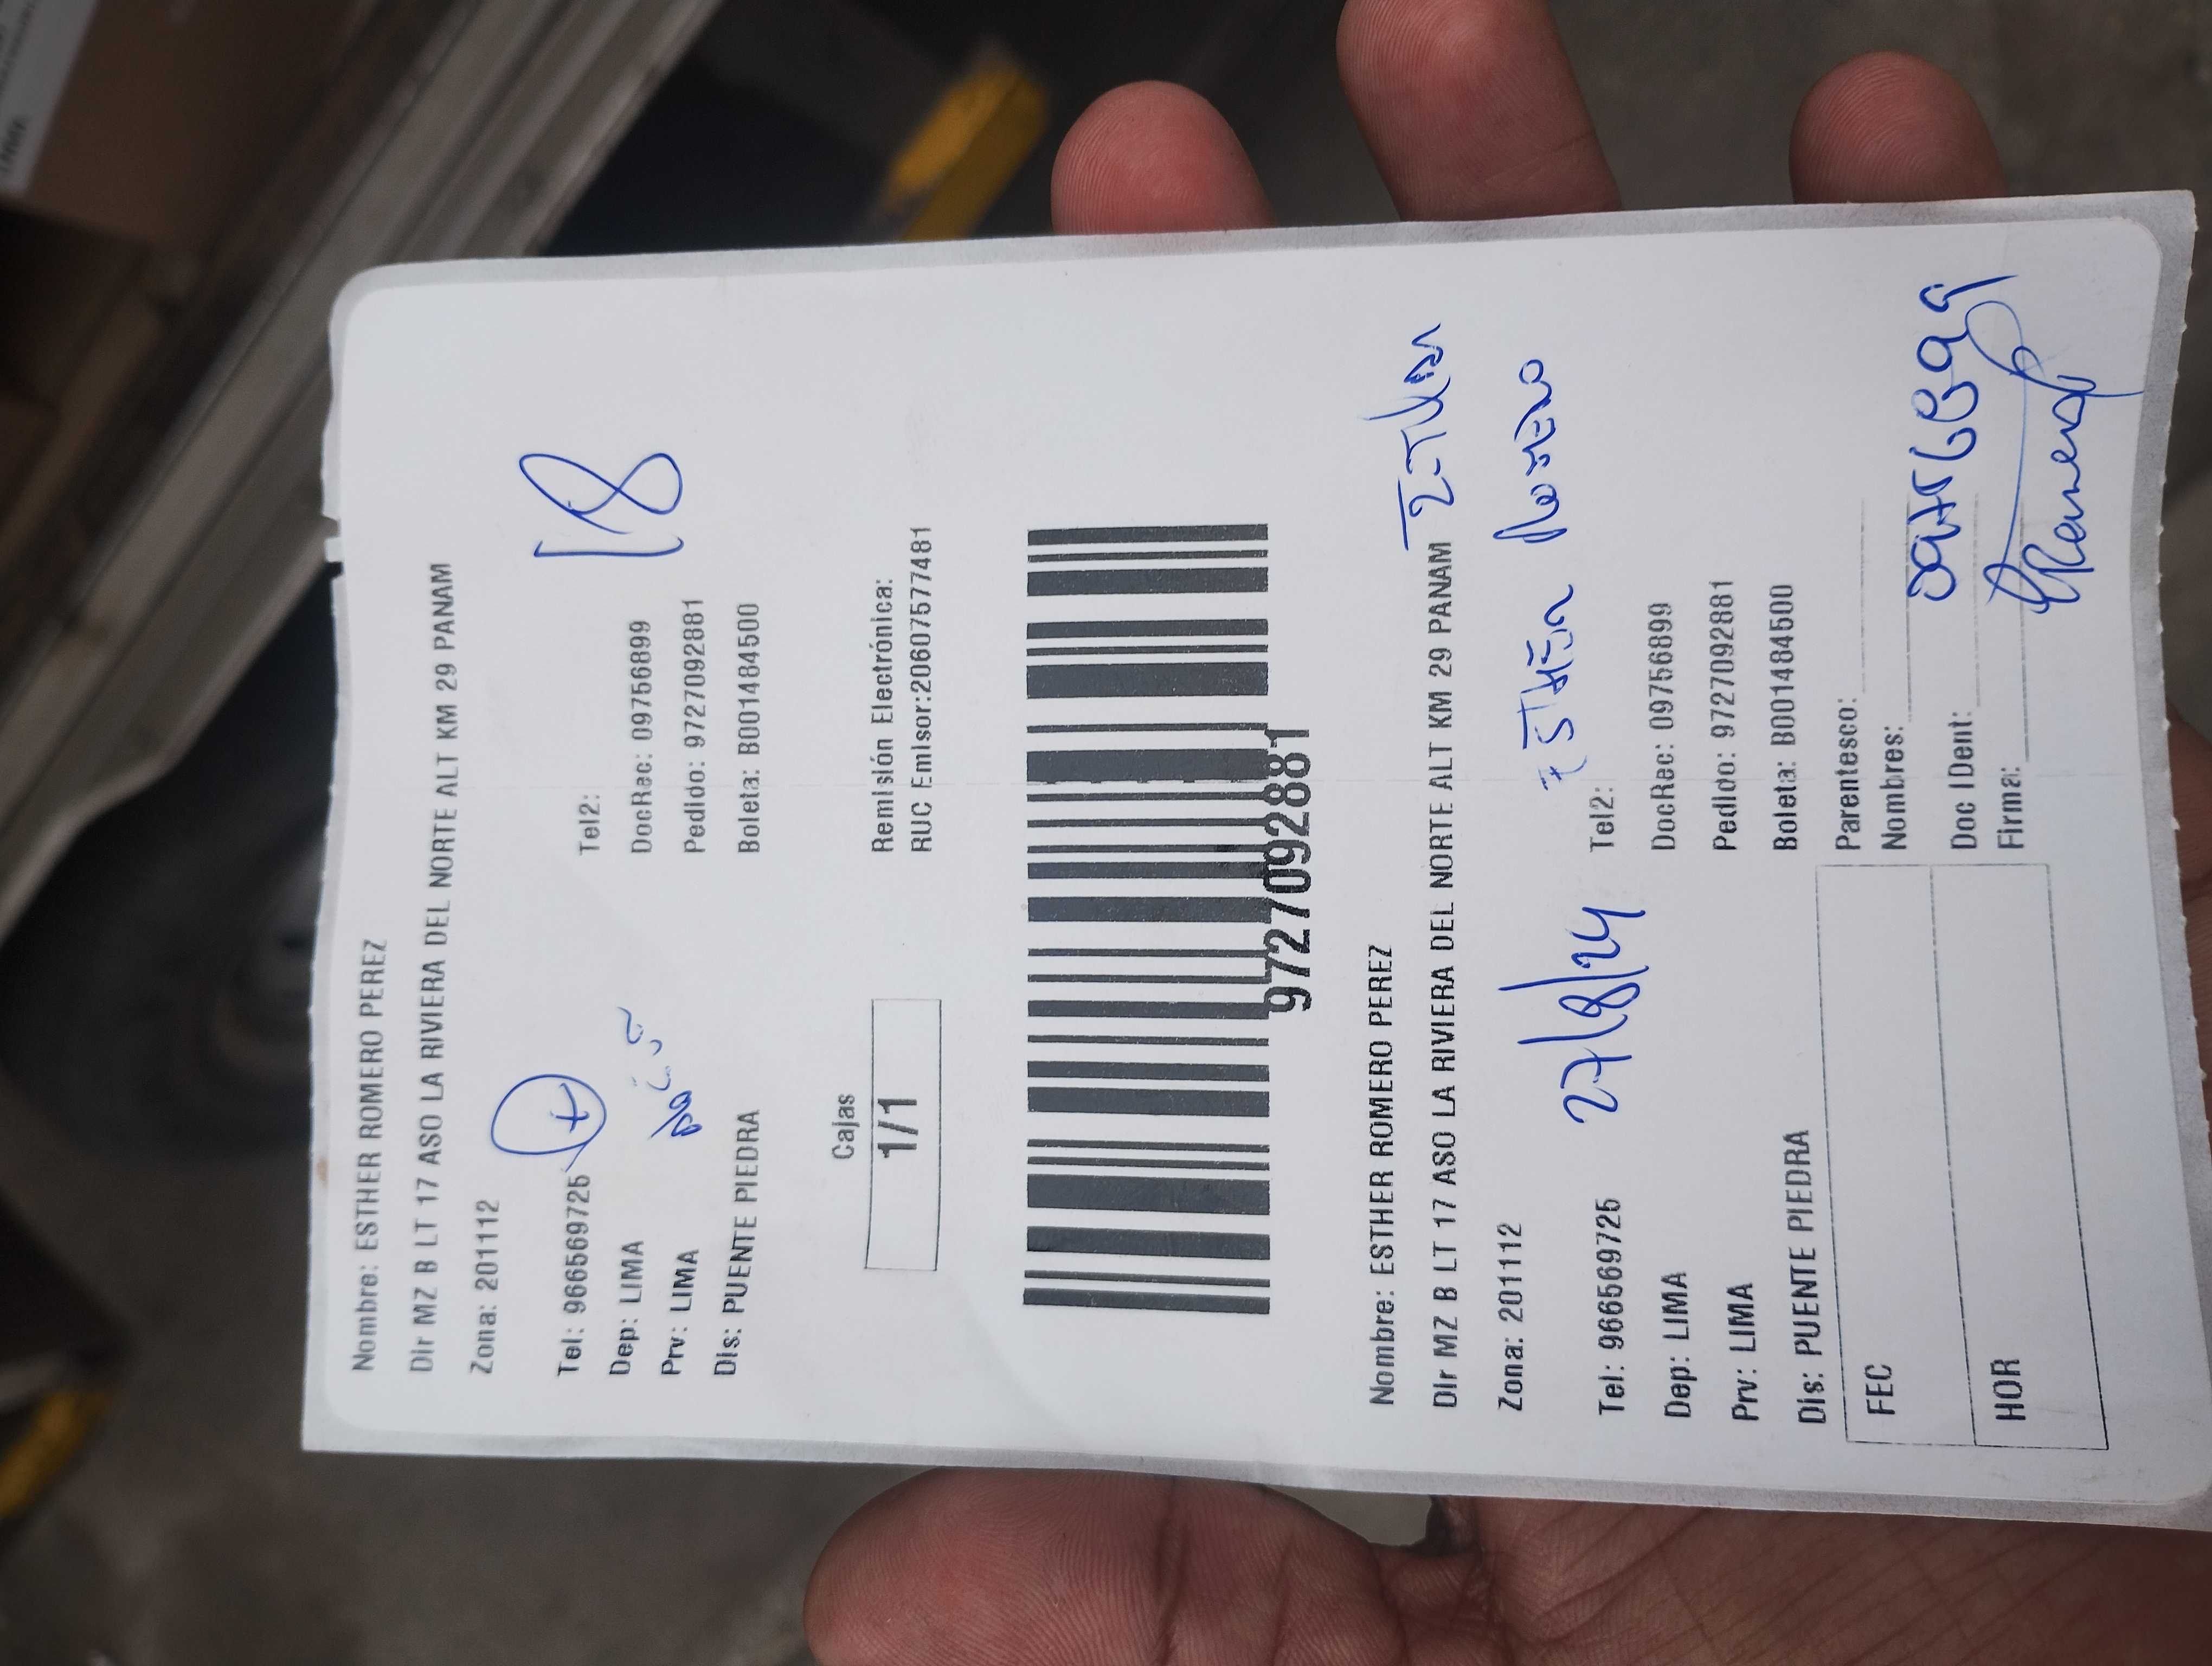 Nombre: ESTHER ROMERO PEREZ
Dir MZ B LT 17 ASO LA RIVIERA DEL NORTE ALT KM 29 PANAM
Zona: 201112
18
Tel: 966569725
Tel2:
Dep: LIMA
DocRec: 09756899
Prv: LIMA
Pedido: 9727092881
Dis: PUENTE PIEDRA
Boleta: B001484500
Cajas
1/1
Remisión Electrónica:
RUC Emisor:20607577481
9727092881
Nombre: ESTHER ROMERO PEREZ
Dir MZ B LT 17 ASO LA RIVIERA DEL NORTE ALT KM 29 PANAM
Zona: 201112
27/8/24
Tel: 966569725
Tel2:
Dep: LIMA
DocRec: 09756899
Prv: LIMA
Pedido: 9727092881
Dis: PUENTE PIEDRA
Boleta: B001484500
FEC
HOR
Parentesco:
Nombres:
Doc IDent: 09756899
Firma: